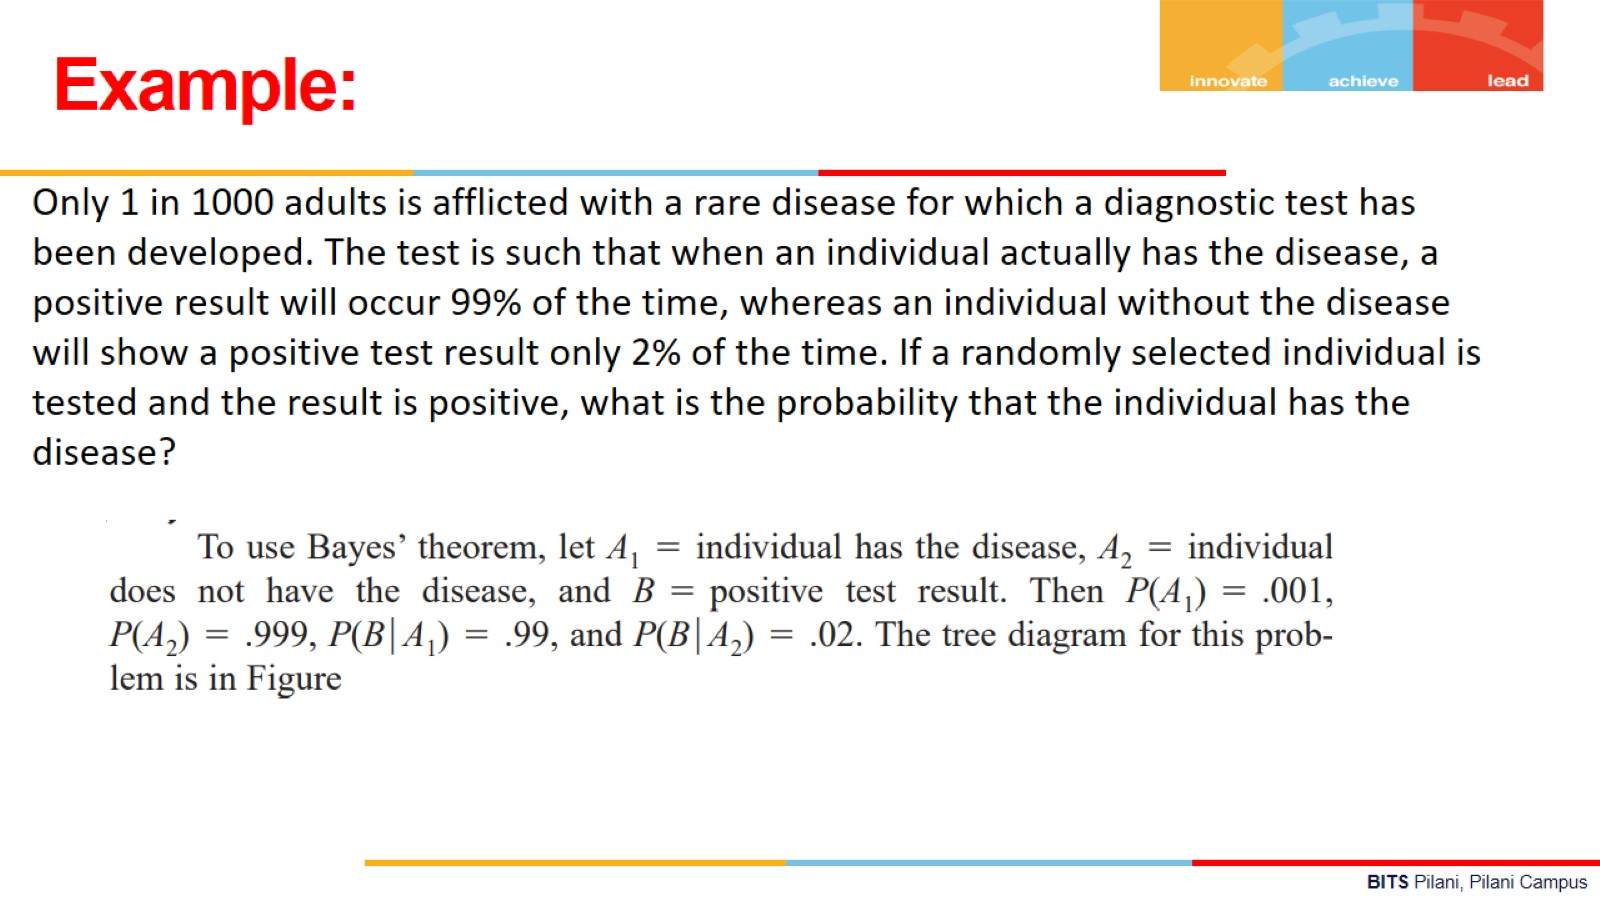 Example:
innovate achieve lead
Only 1 in 1000 adults is afflicted with a rare disease for which a diagnostic test has
been developed. The test is such that when an individual actually has the disease, a
positive result will occur 99% of the time, whereas an individual without the disease
will show a positive test result only 2% of the time. If a randomly selected individual is
tested and the result is positive, what is the probability that the individual has the
disease?
To use Bayes’ theorem, let A₁ = individual has the disease, A₂ = individual
does not have the disease, and B = positive test result. Then P(A₁) = .001,
P(A₂) = .999, P(B|A₁) = .99, and P(B|A₂) = .02. The tree diagram for this prob-
lem is in Figure
BITS Pilani, Pilani Campus